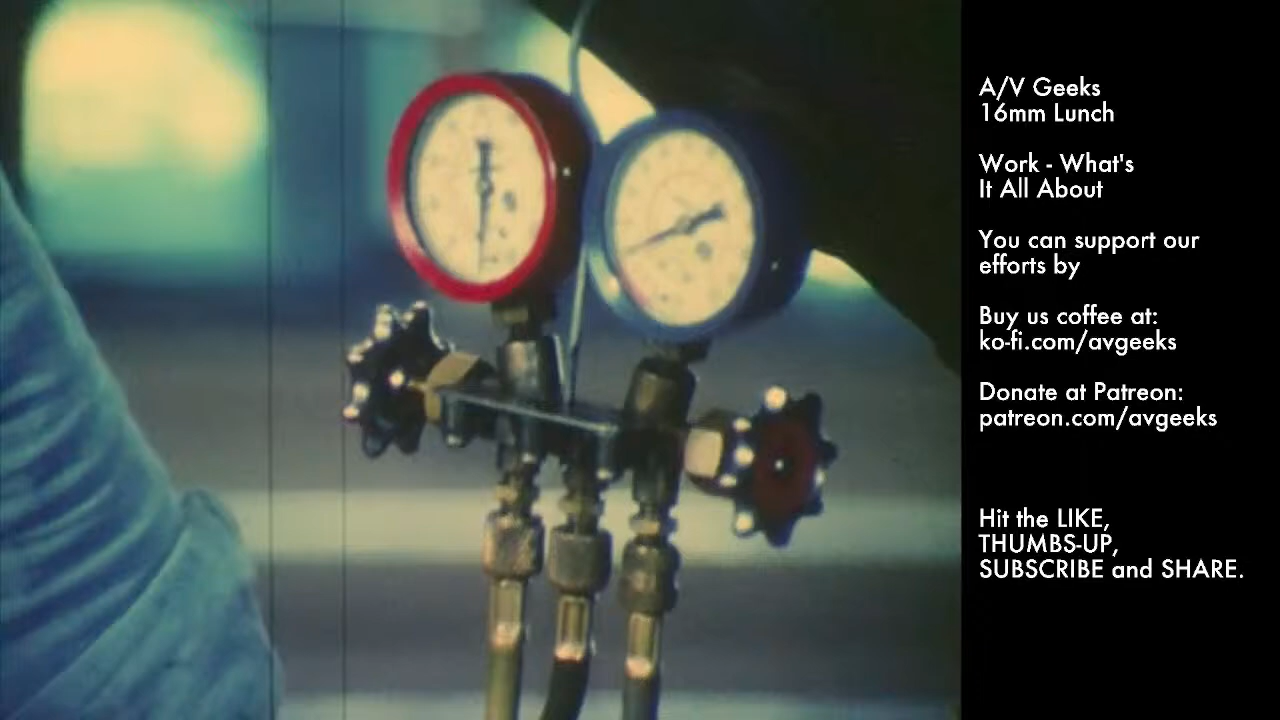 A/V Geeks
16mm Lunch
Work - What's
It All About
You can support our
efforts by
Buy us coffee at:
ko-fi.com/avgeeks
Donate at Patreon:
patreon.com/avgeeks
Hit the LIKE,
THUMBS-UP,
SUBSCRIBE and SHARE.